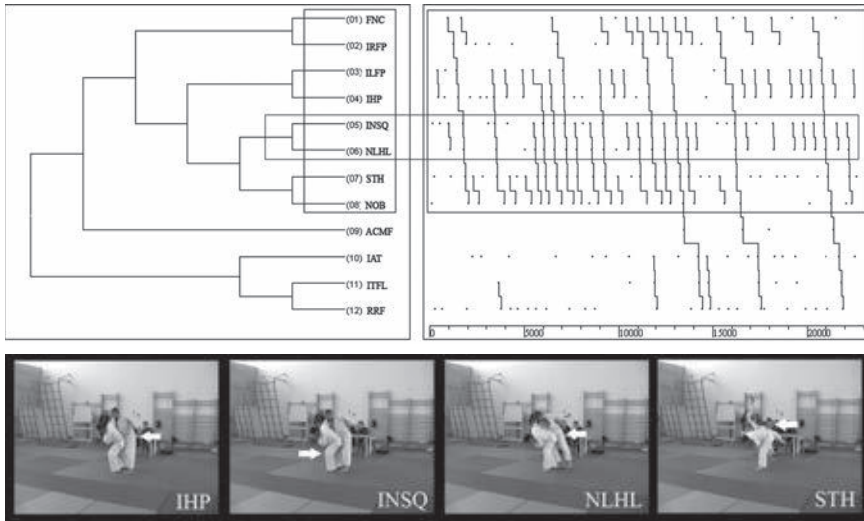 (01) FNC
(02) IRFP
(03) ILFP
(04) IHP
(05) INSQ
(06) NLHL
(07) STH
(08) NOB
(09) ACMF
(10) IAT
(11) ITFL
(12) RRF
0 5000 10000 15000 20000
IHP INSQ NLHL STH